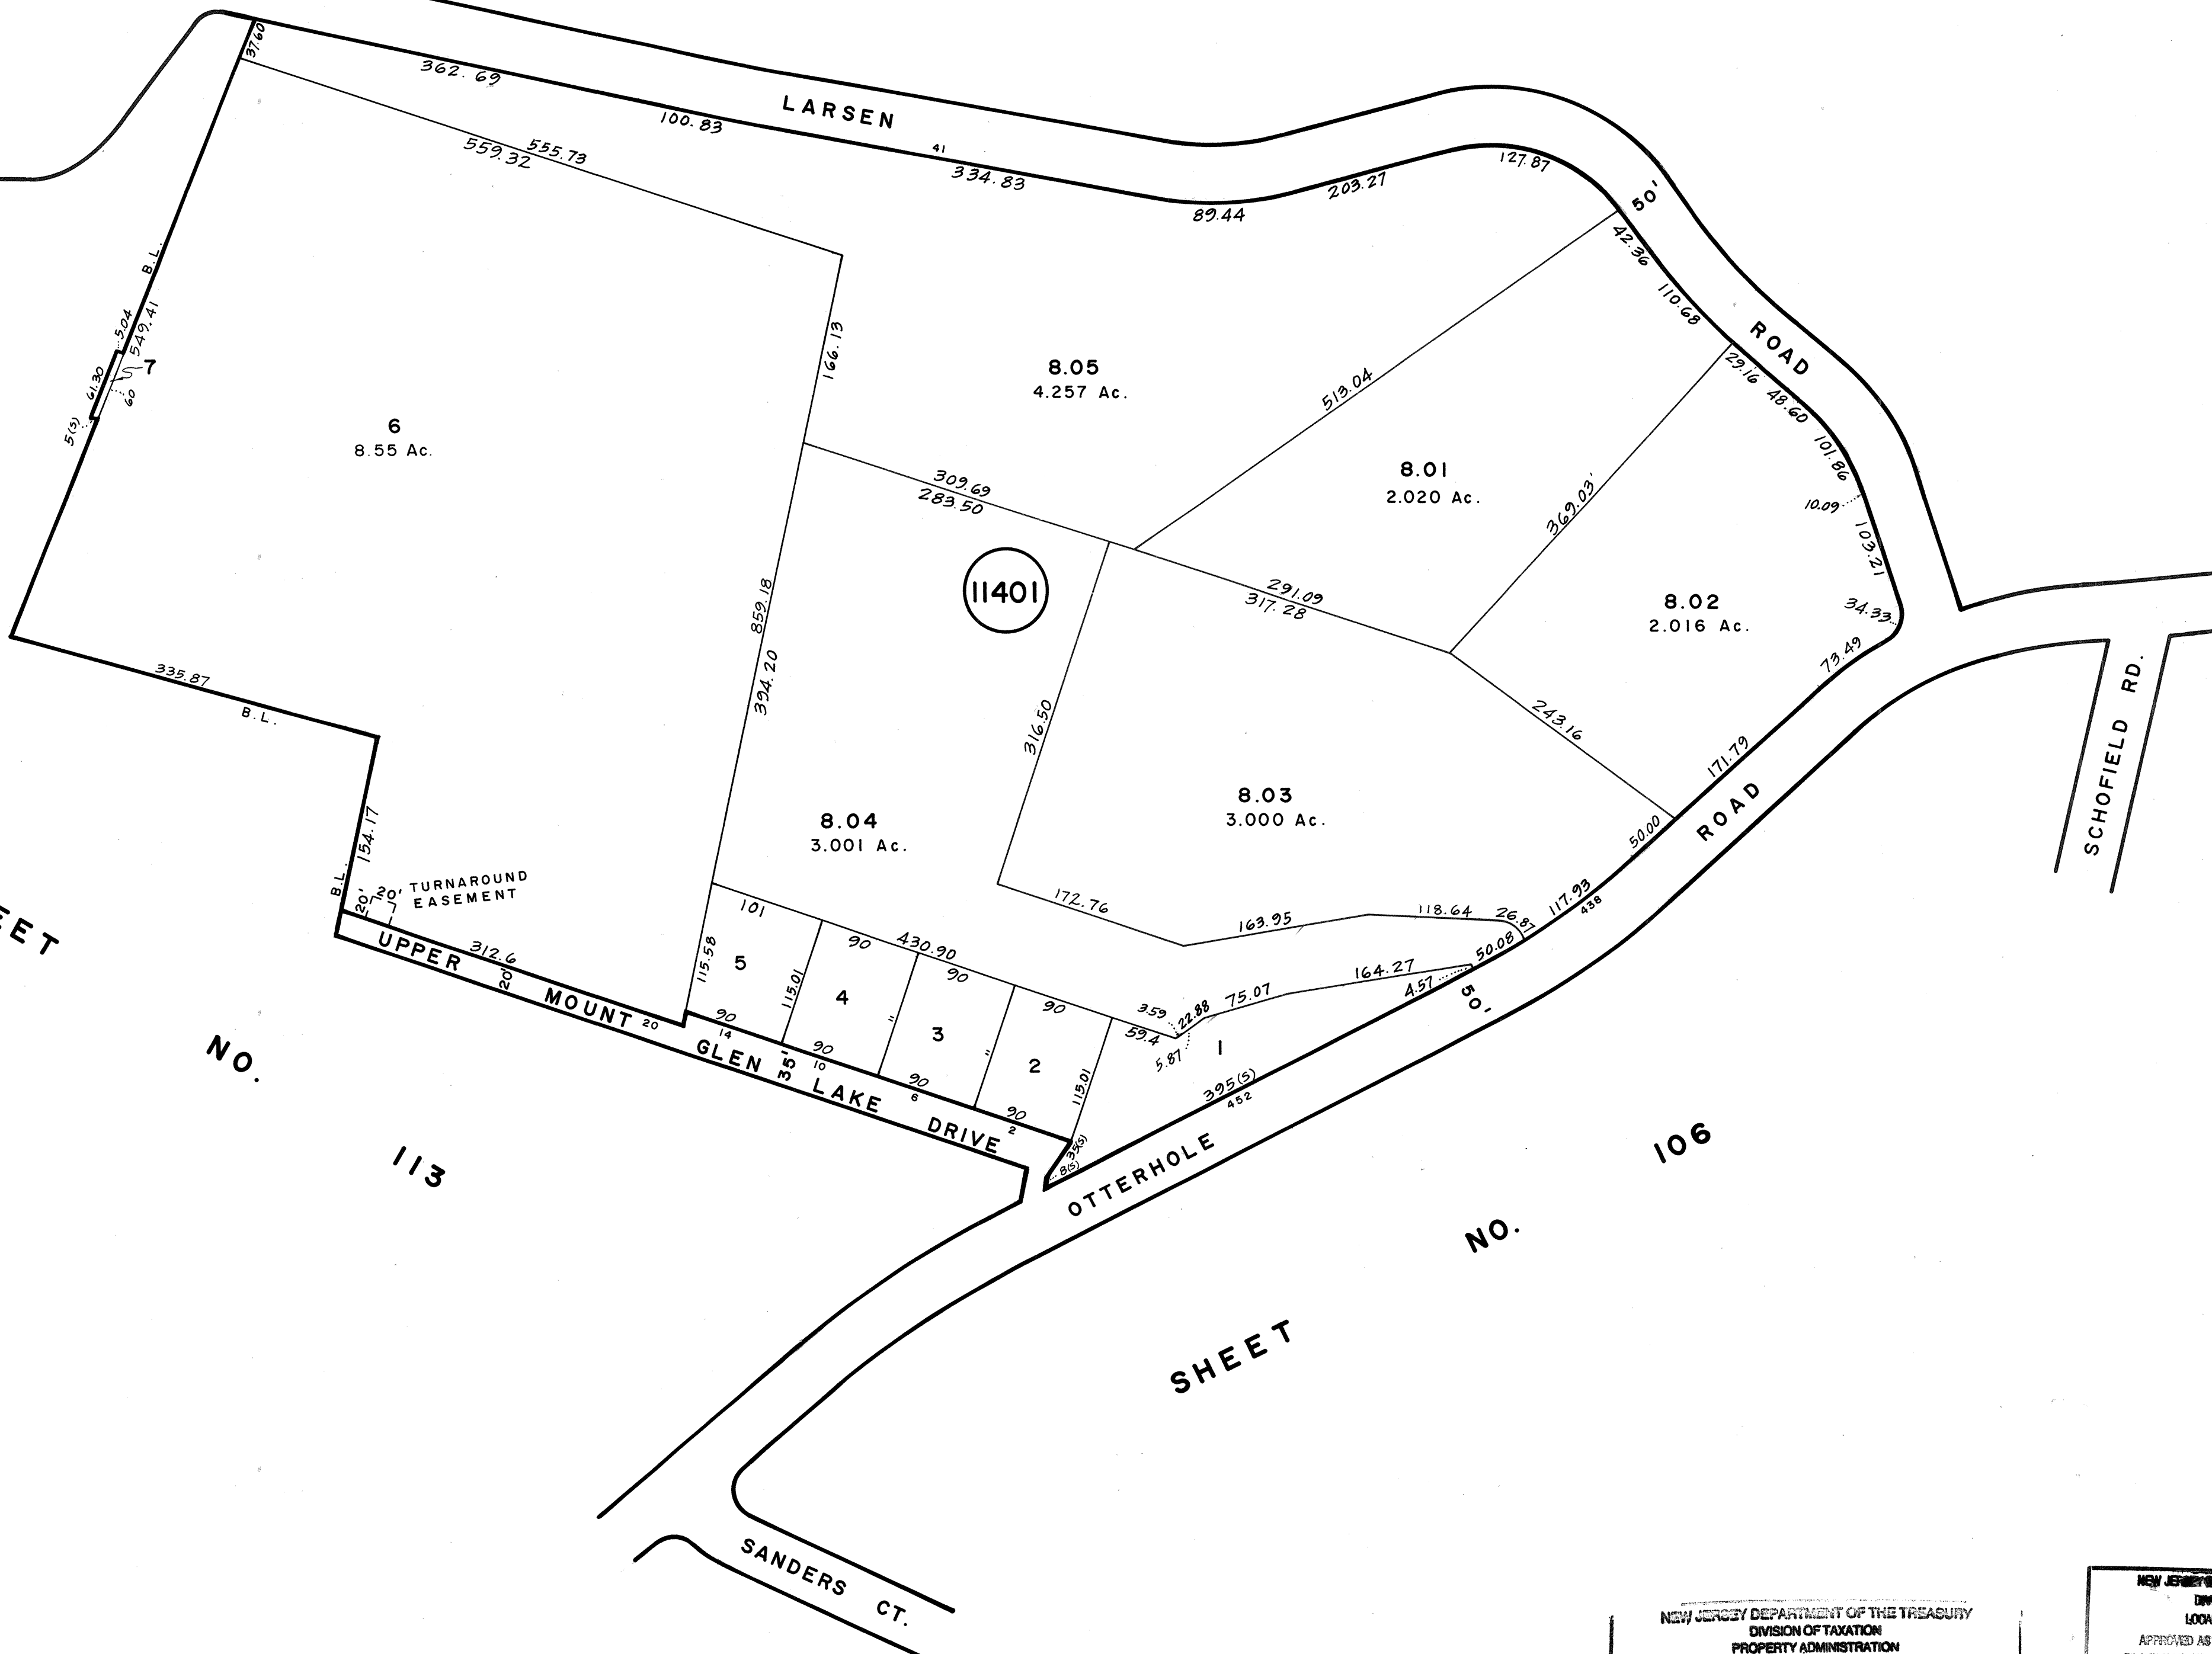 37.60
362.69
100.83
LARSEN
41
334.83
89.44
203.27
127.87
50'
555.73
559.32
B.L.
549.41
5.04
7
61.30
60
5(S)
6
8.55 Ac.
166.13
8.05
4.257 Ac.
513.04
42.36
110.68
ROAD
29.16
48.60
101.86
10.09
103.21
34.33
73.49
8.01
2.020 Ac.
369.03'
309.69
283.50
11401
291.09
317.28
8.02
2.016 Ac.
859.18
394.20
335.87
B.L.
316.50
243.16
171.79
ROAD
SCHOFIELD RD.
8.04
3.001 Ac.
8.03
3.000 Ac.
50.00
154.17
B.L.
20'
20'
TURNAROUND
EASEMENT
172.76
163.95
118.64
26.87
117.93
438
50.08
101
430.90
90
90
90
115.58
5
115.01
4
"
3
"
2
115.01
3.59
22.88
75.07
164.27
4.57
50'
59.4
5.87
1
312.6
20'
UPPER MOUNT
20
GLEN LAKE DRIVE
35'
90
14
90
10
90
6
90
2
35(S)
8(S)
395(S)
452
OTTERHOLE
EET
NO.
113
106
NO.
SHEET
SANDERS CT.
NEW JERSEY DEPARTMENT OF THE TREASURY
DIVISION OF TAXATION
PROPERTY ADMINISTRATION
NEW JERSEY
LOCA
APPROVED AS